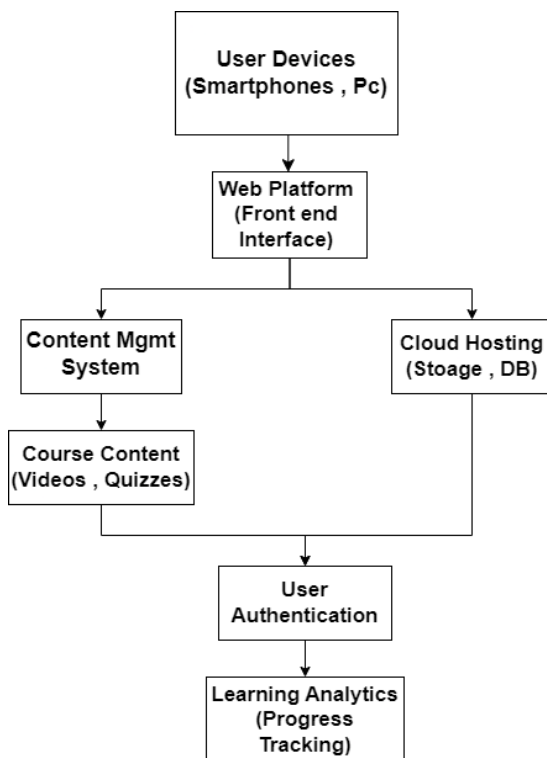 User Devices
(Smartphones , Pc)
Web Platform
(Front end
Interface)
Content Mgmt
System
Cloud Hosting
(Stoage , DB)
Course Content
(Videos , Quizzes)
User
Authentication
Learning Analytics
(Progress
Tracking)